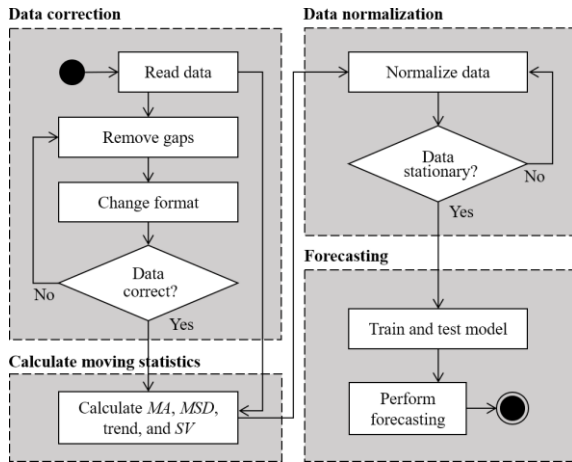 Data correction
Read data
Remove gaps
Change format
Data
correct?
No
Yes
Calculate moving statistics
Calculate MA, MSD,
trend, and SV
Data normalization
Normalize data
Data
stationary?
No
Yes
Forecasting
Train and test model
Perform
forecasting